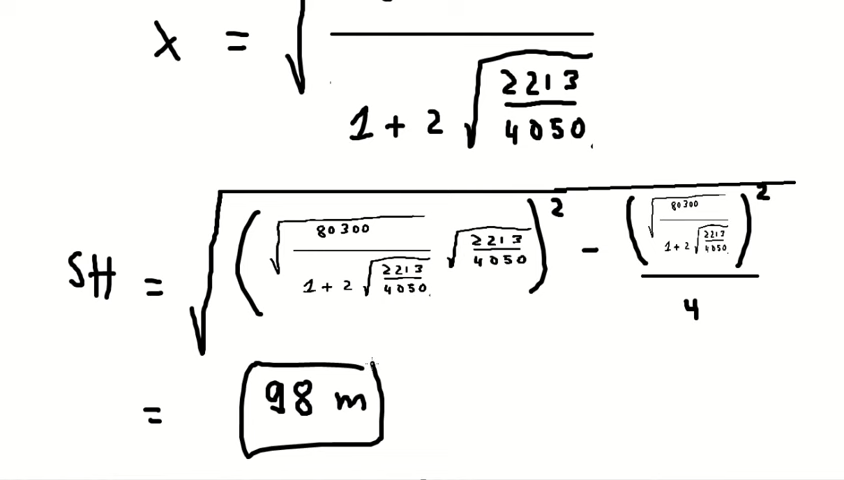 X = √
1 + 2 √(2213/4050)
SH = √((√(80300/(1 + 2 √(2213/4050))) √(2213/4050))² - (√(80300/(1 + 2 √(2213/4050))))²/4)
= 98 m